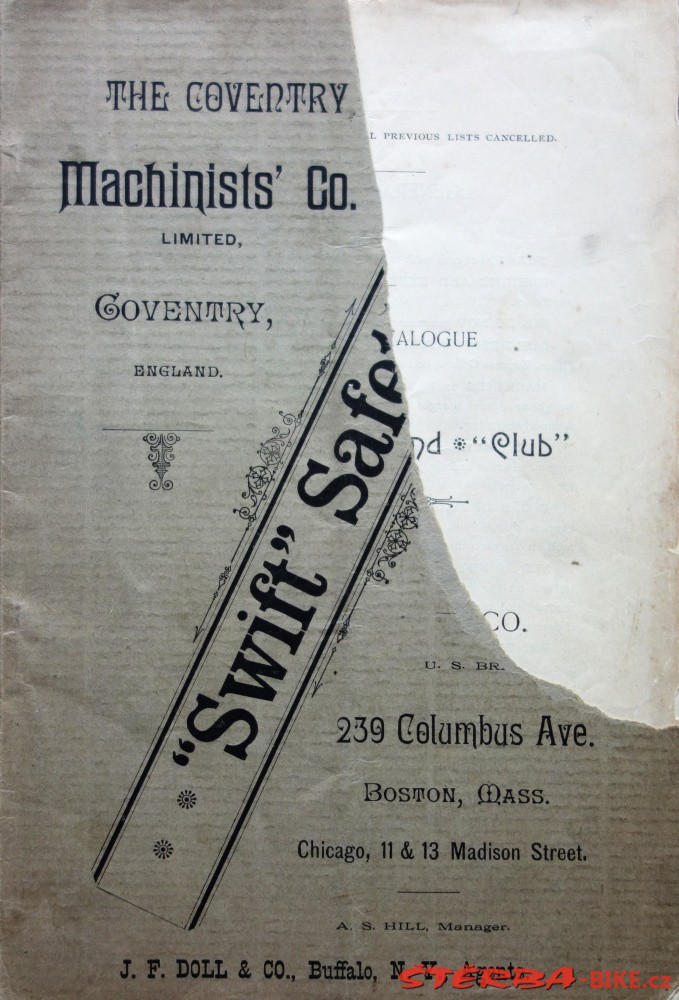 THE COVENTRY
L PREVIOUS LISTS CANCELLED.
Machinists' Co.
LIMITED,
COVENTRY,
ENGLAND.
ALOGUE
nd "Club"
"Swift" Safe
CO.
U. S. BR
239 Columbus Ave.
BOSTON, MASS.
Chicago, 11 & 13 Madison Street.
A. S. HILL, Manager.
J. F. DOLL & CO., Buffalo, N. Y. Agents.
STERBA-BIKE.cz